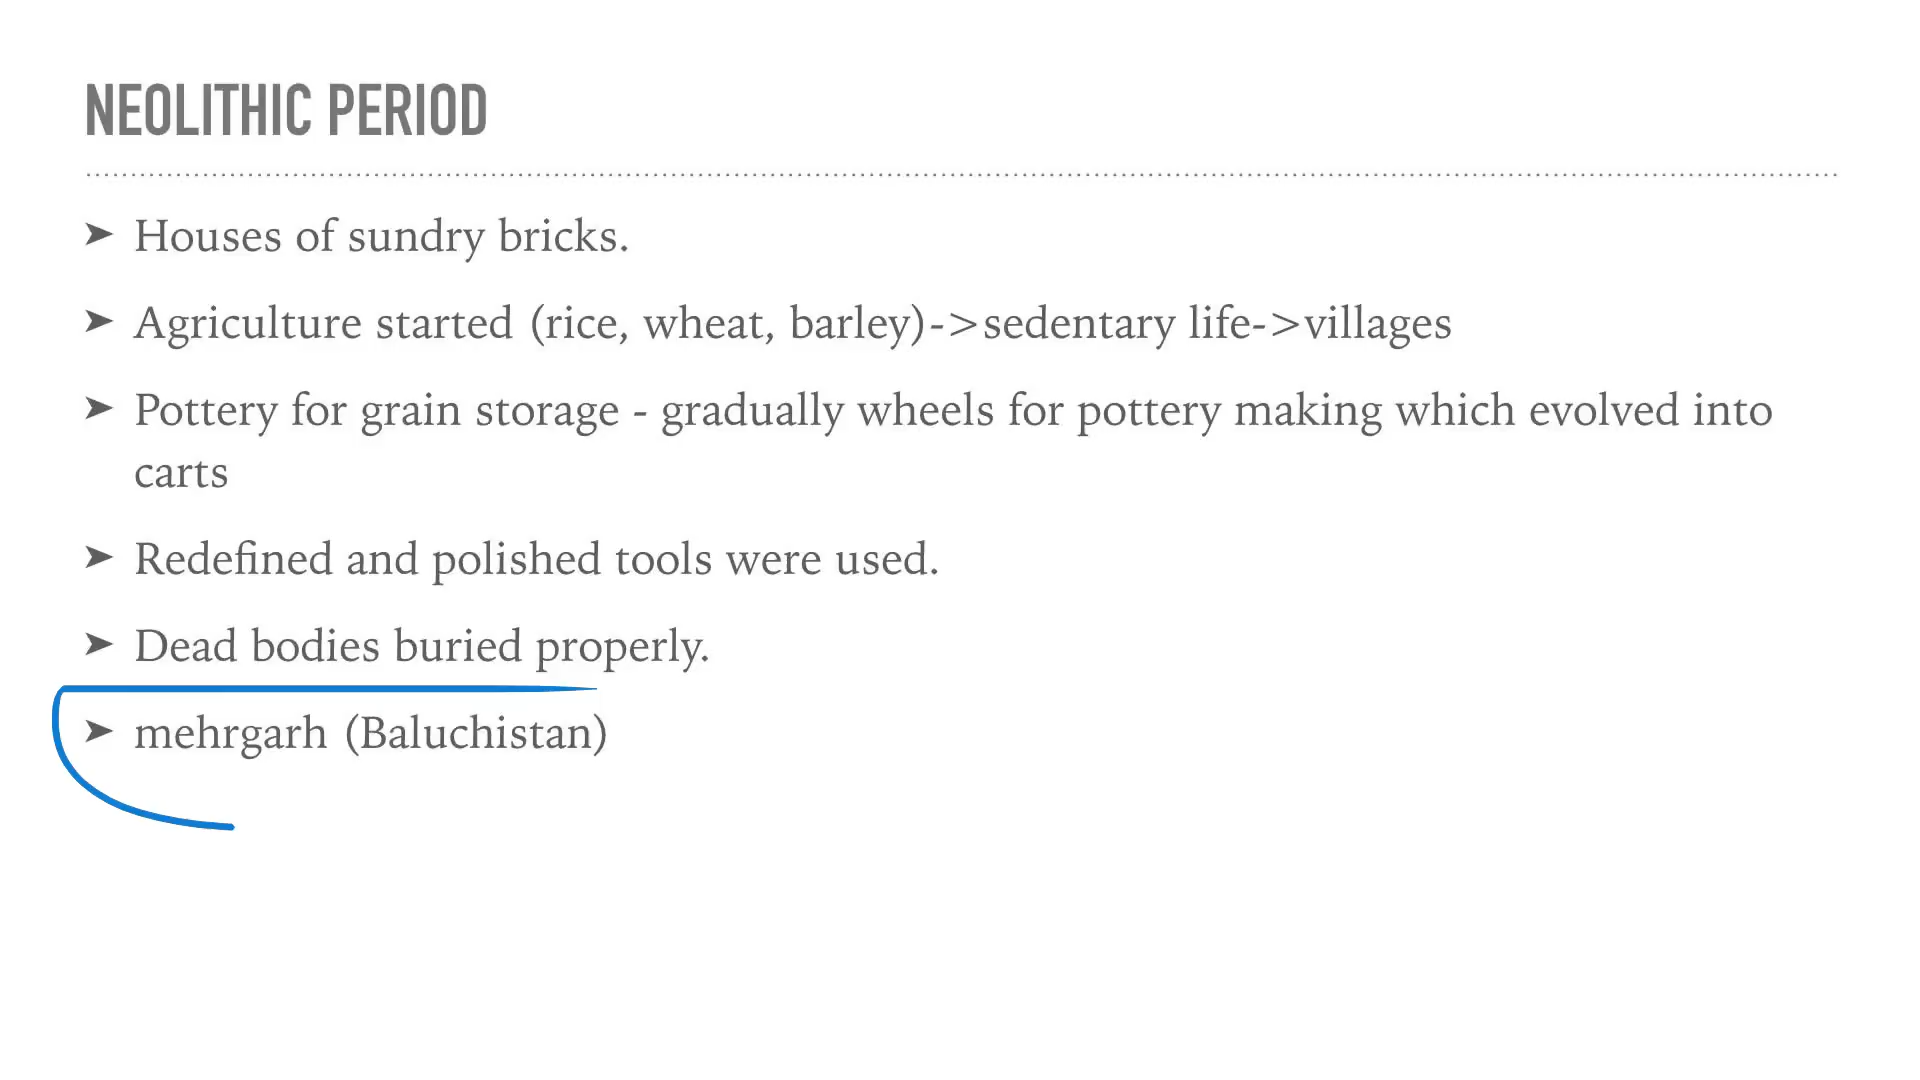 NEOLITHIC PERIOD
➤ Houses of sundry bricks.
➤ Agriculture started (rice, wheat, barley)->sedentary life->villages
➤ Pottery for grain storage - gradually wheels for pottery making which evolved into
carts
➤ Redefined and polished tools were used.
➤ Dead bodies buried properly.
➤ mehrgarh (Baluchistan)